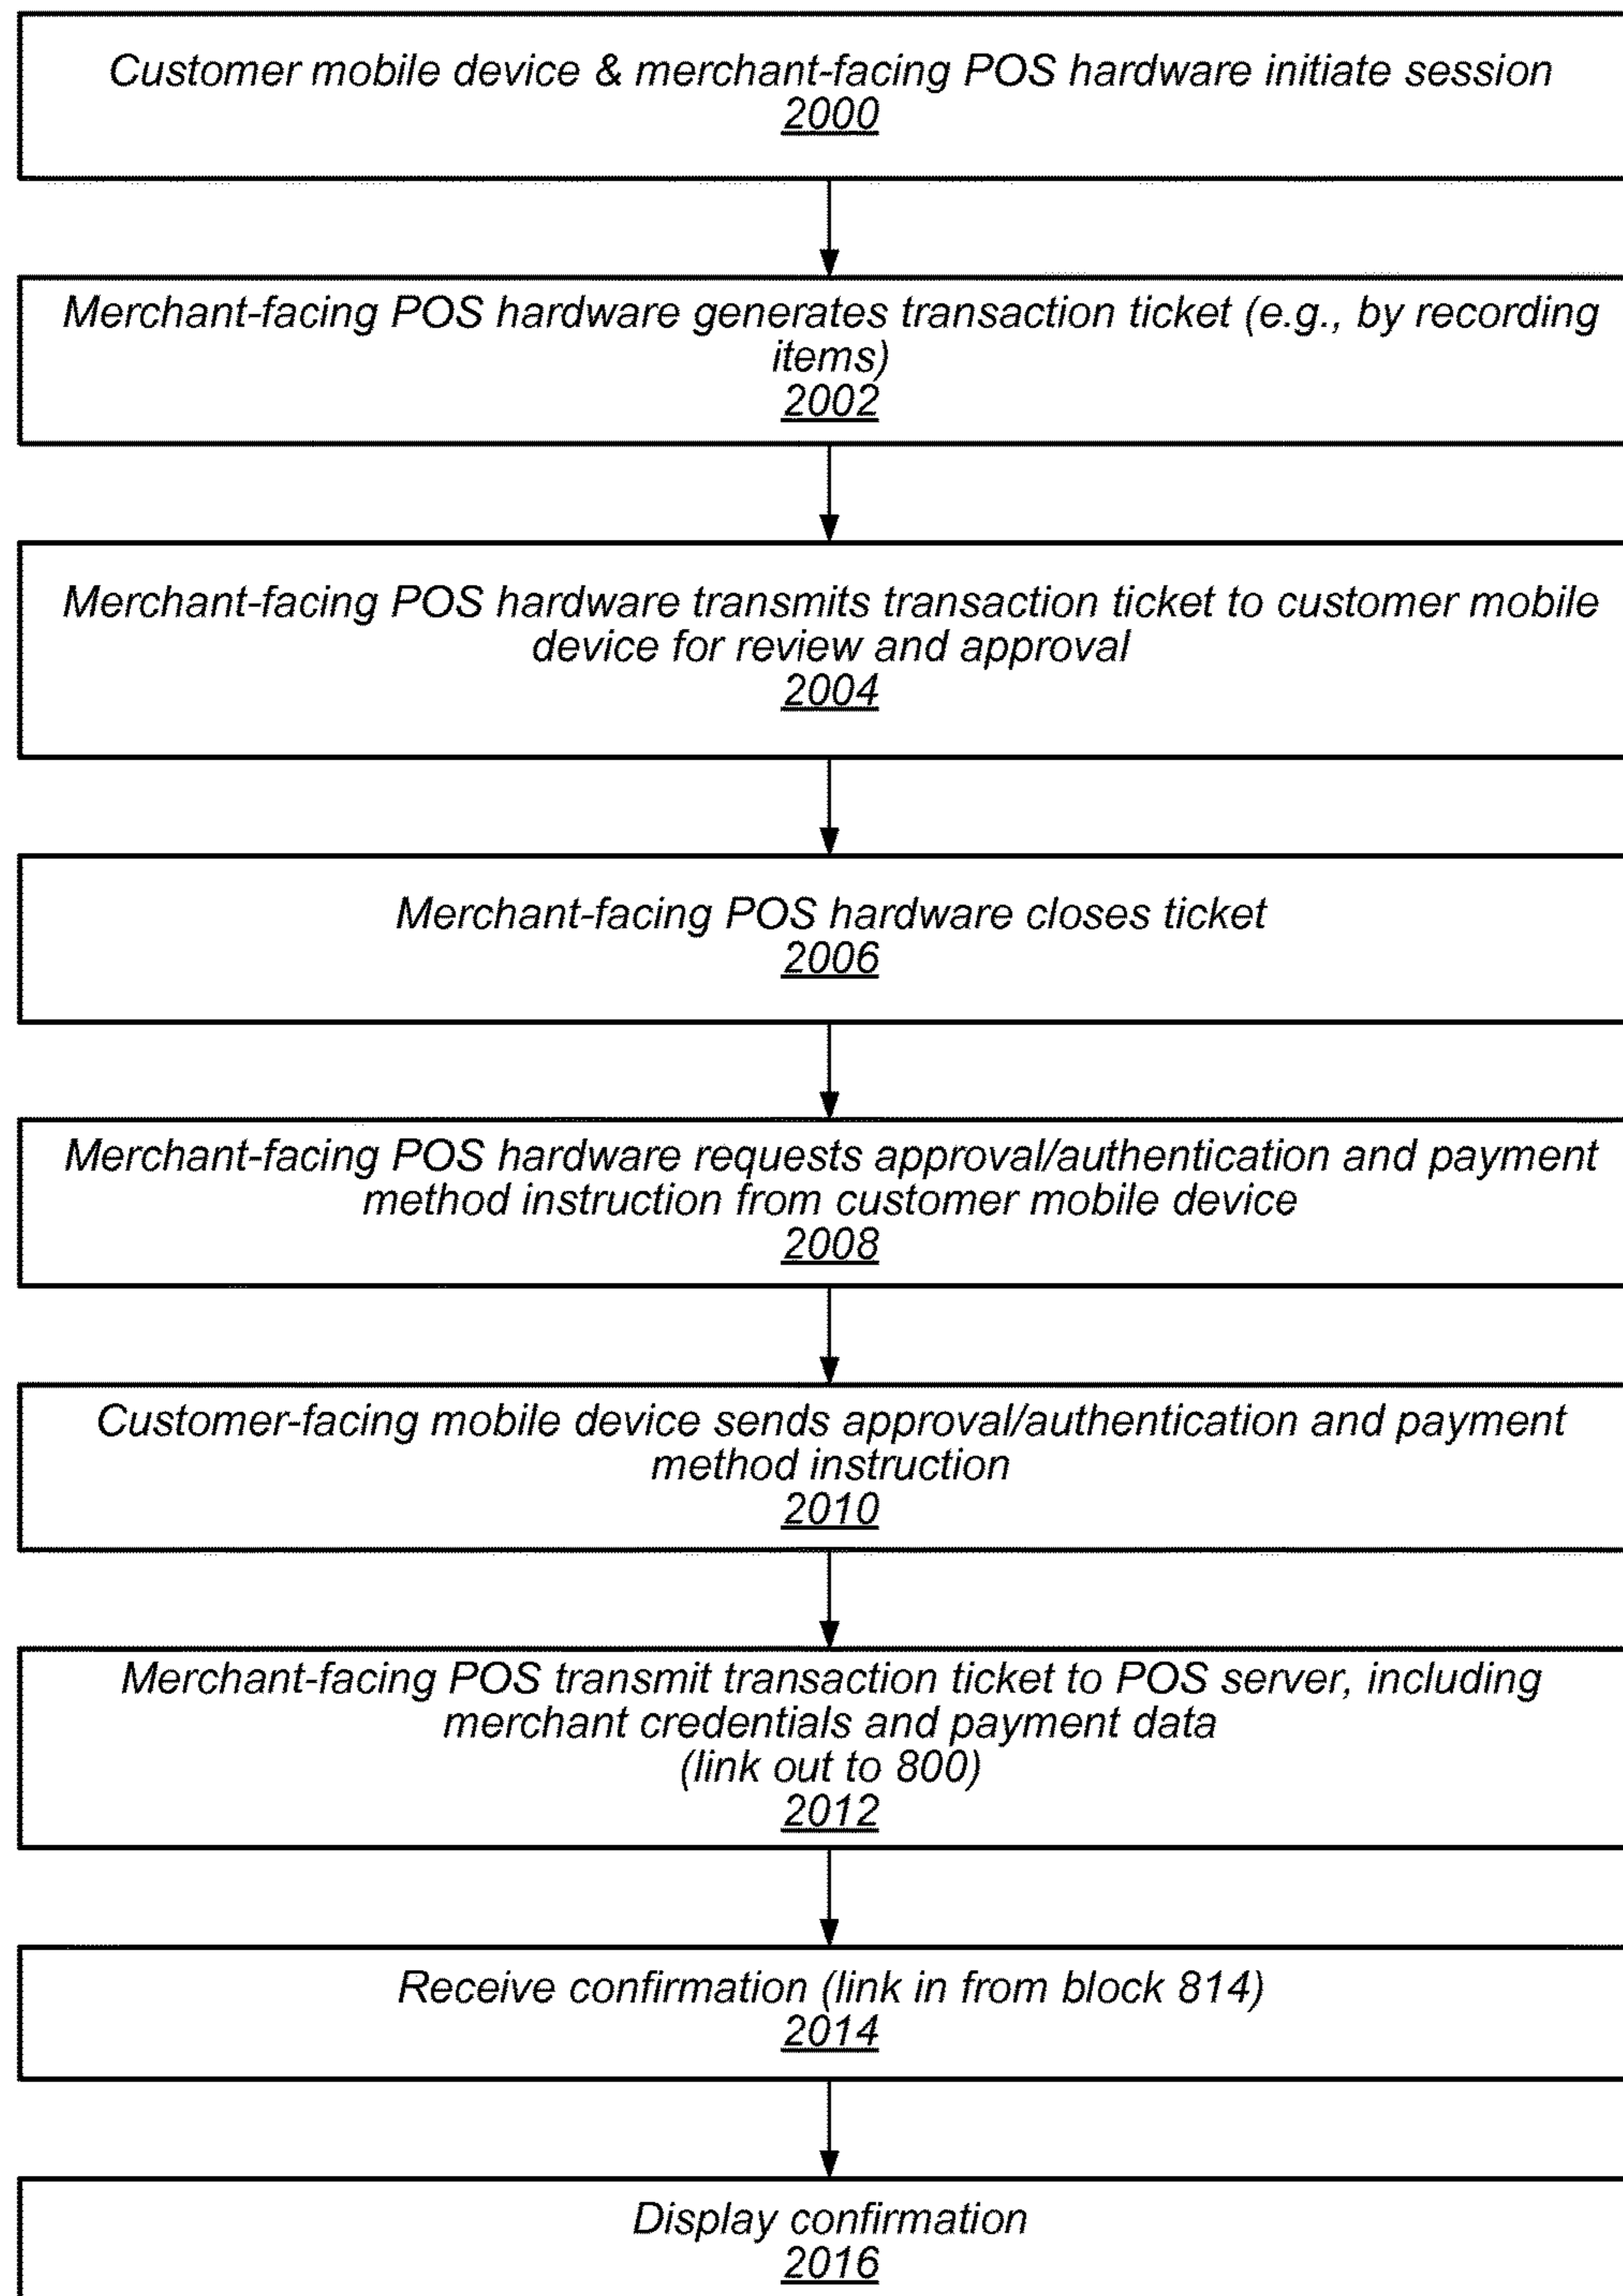 Customer mobile device & merchant-facing POS hardware initiate session
2000
Merchant-facing POS hardware generates transaction ticket (e.g., by recording
items)
2002
Merchant-facing POS hardware transmits transaction ticket to customer mobile
device for review and approval
2004
Merchant-facing POS hardware closes ticket
2006
Merchant-facing POS hardware requests approval/authentication and payment
method instruction from customer mobile device
2008
Customer-facing mobile device sends approval/authentication and payment
method instruction
2010
Merchant-facing POS transmit transaction ticket to POS server, including
merchant credentials and payment data
(link out to 800)
2012
Receive confirmation (link in from block 814)
2014
Display confirmation
2016